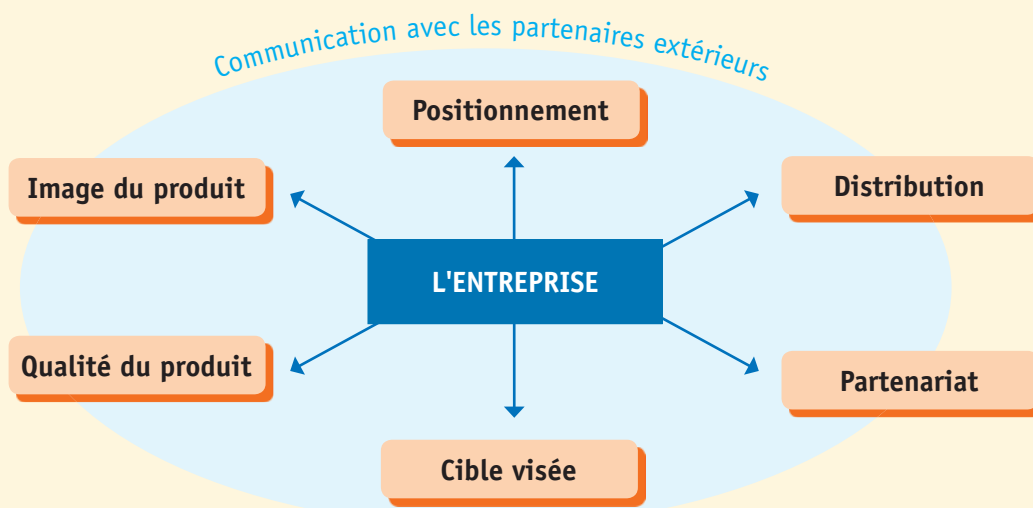 Communication avec les partenaires extérieurs
Positionnement
Image du produit
Distribution
L'ENTREPRISE
Qualité du produit
Partenariat
Cible visée